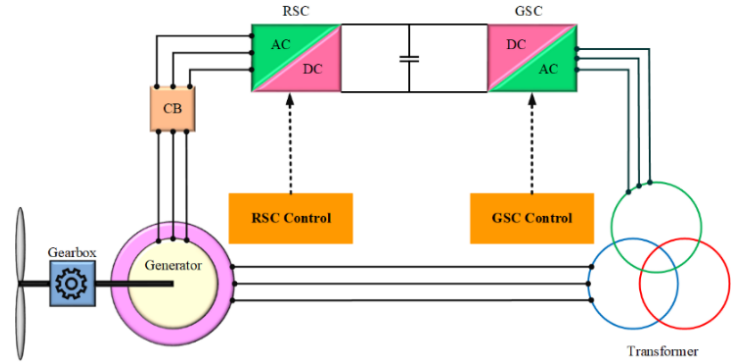 RSC
GSC
AC
DC
DC
AC
CB
RSC Control
GSC Control
Gearbox
Generator
Transformer